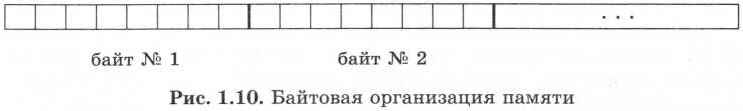 ...
байт № 1 байт № 2
Рис. 1.10. Байтовая организация памяти